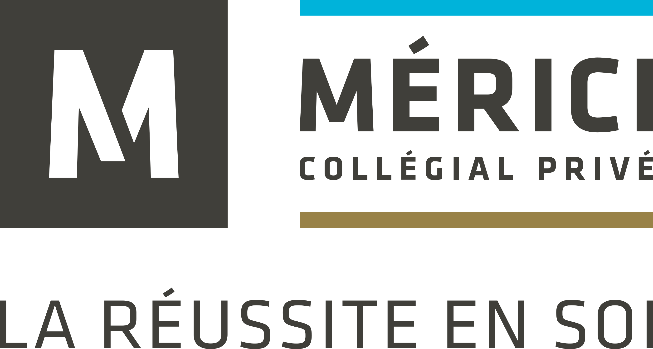 M
MÉRICI
COLLÉGIAL PRIVÉ
LA RÉUSSITE EN SOI